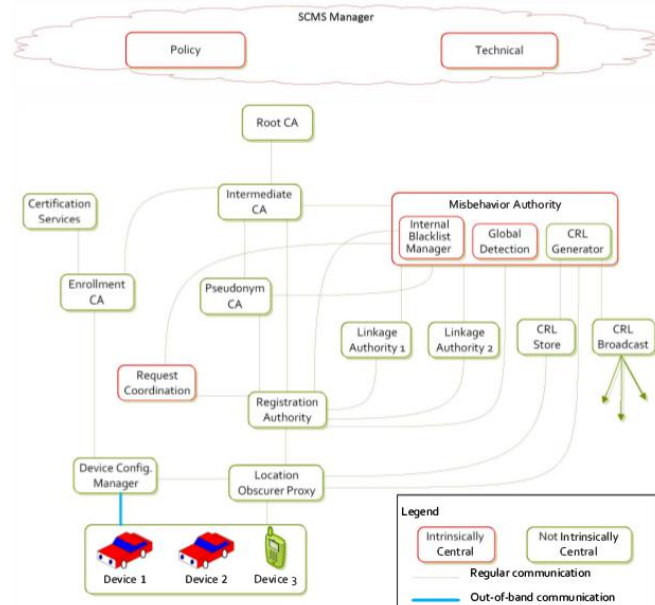 SCMS Manager
Policy
Technical
Root CA
Intermediate
CA
Certification
Services
Misbehavior Authority
Internal
Blacklist
Manager
Global
Detection
CRL
Generator
Enrollment
CA
Pseudonym
CA
Linkage
Authority 1
Linkage
Authority 2
CRL
Store
CRL
Broadcast
Request
Coordination
Registration
Authority
Device Config.
Manager
Location
Obscurer Proxy
Device 1
Device 2
Device 3
Legend
Intrinsically
Central
Not Intrinsically
Central
Regular communication
Out-of-band communication